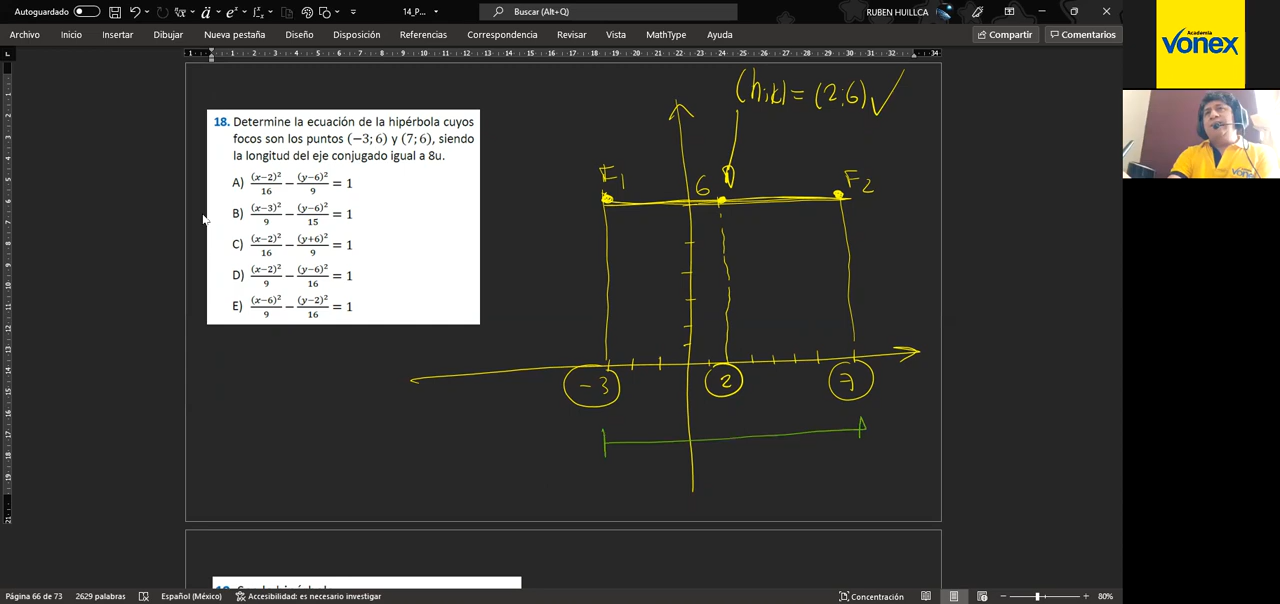 Autoguardado
14_P...
Buscar (Alt+Q)
RUBEN HUILLCA
Archivo Inicio Insertar Dibujar Nueva pestaña Diseño Disposición Referencias Correspondencia Revisar Vista MathType Ayuda Compartir Comentarios
Academia
Vonex
(h;k) = (2;6) ✓
18. Determine la ecuación de la hipérbola cuyos
focos son los puntos (−3; 6) y (7; 6), siendo
la longitud del eje conjugado igual a 8u.
A) (x−2)²/16 − (y−6)²/9 = 1
B) (x−3)²/9 − (y−6)²/15 = 1
C) (x−2)²/16 − (y+6)²/9 = 1
D) (x−2)²/9 − (y−6)²/16 = 1
E) (x−6)²/9 − (y−2)²/16 = 1
F1 6 F2
-3 2 7
Página 66 de 73 2629 palabras Español (México) Accesibilidad: es necesario investigar Concentración 80%